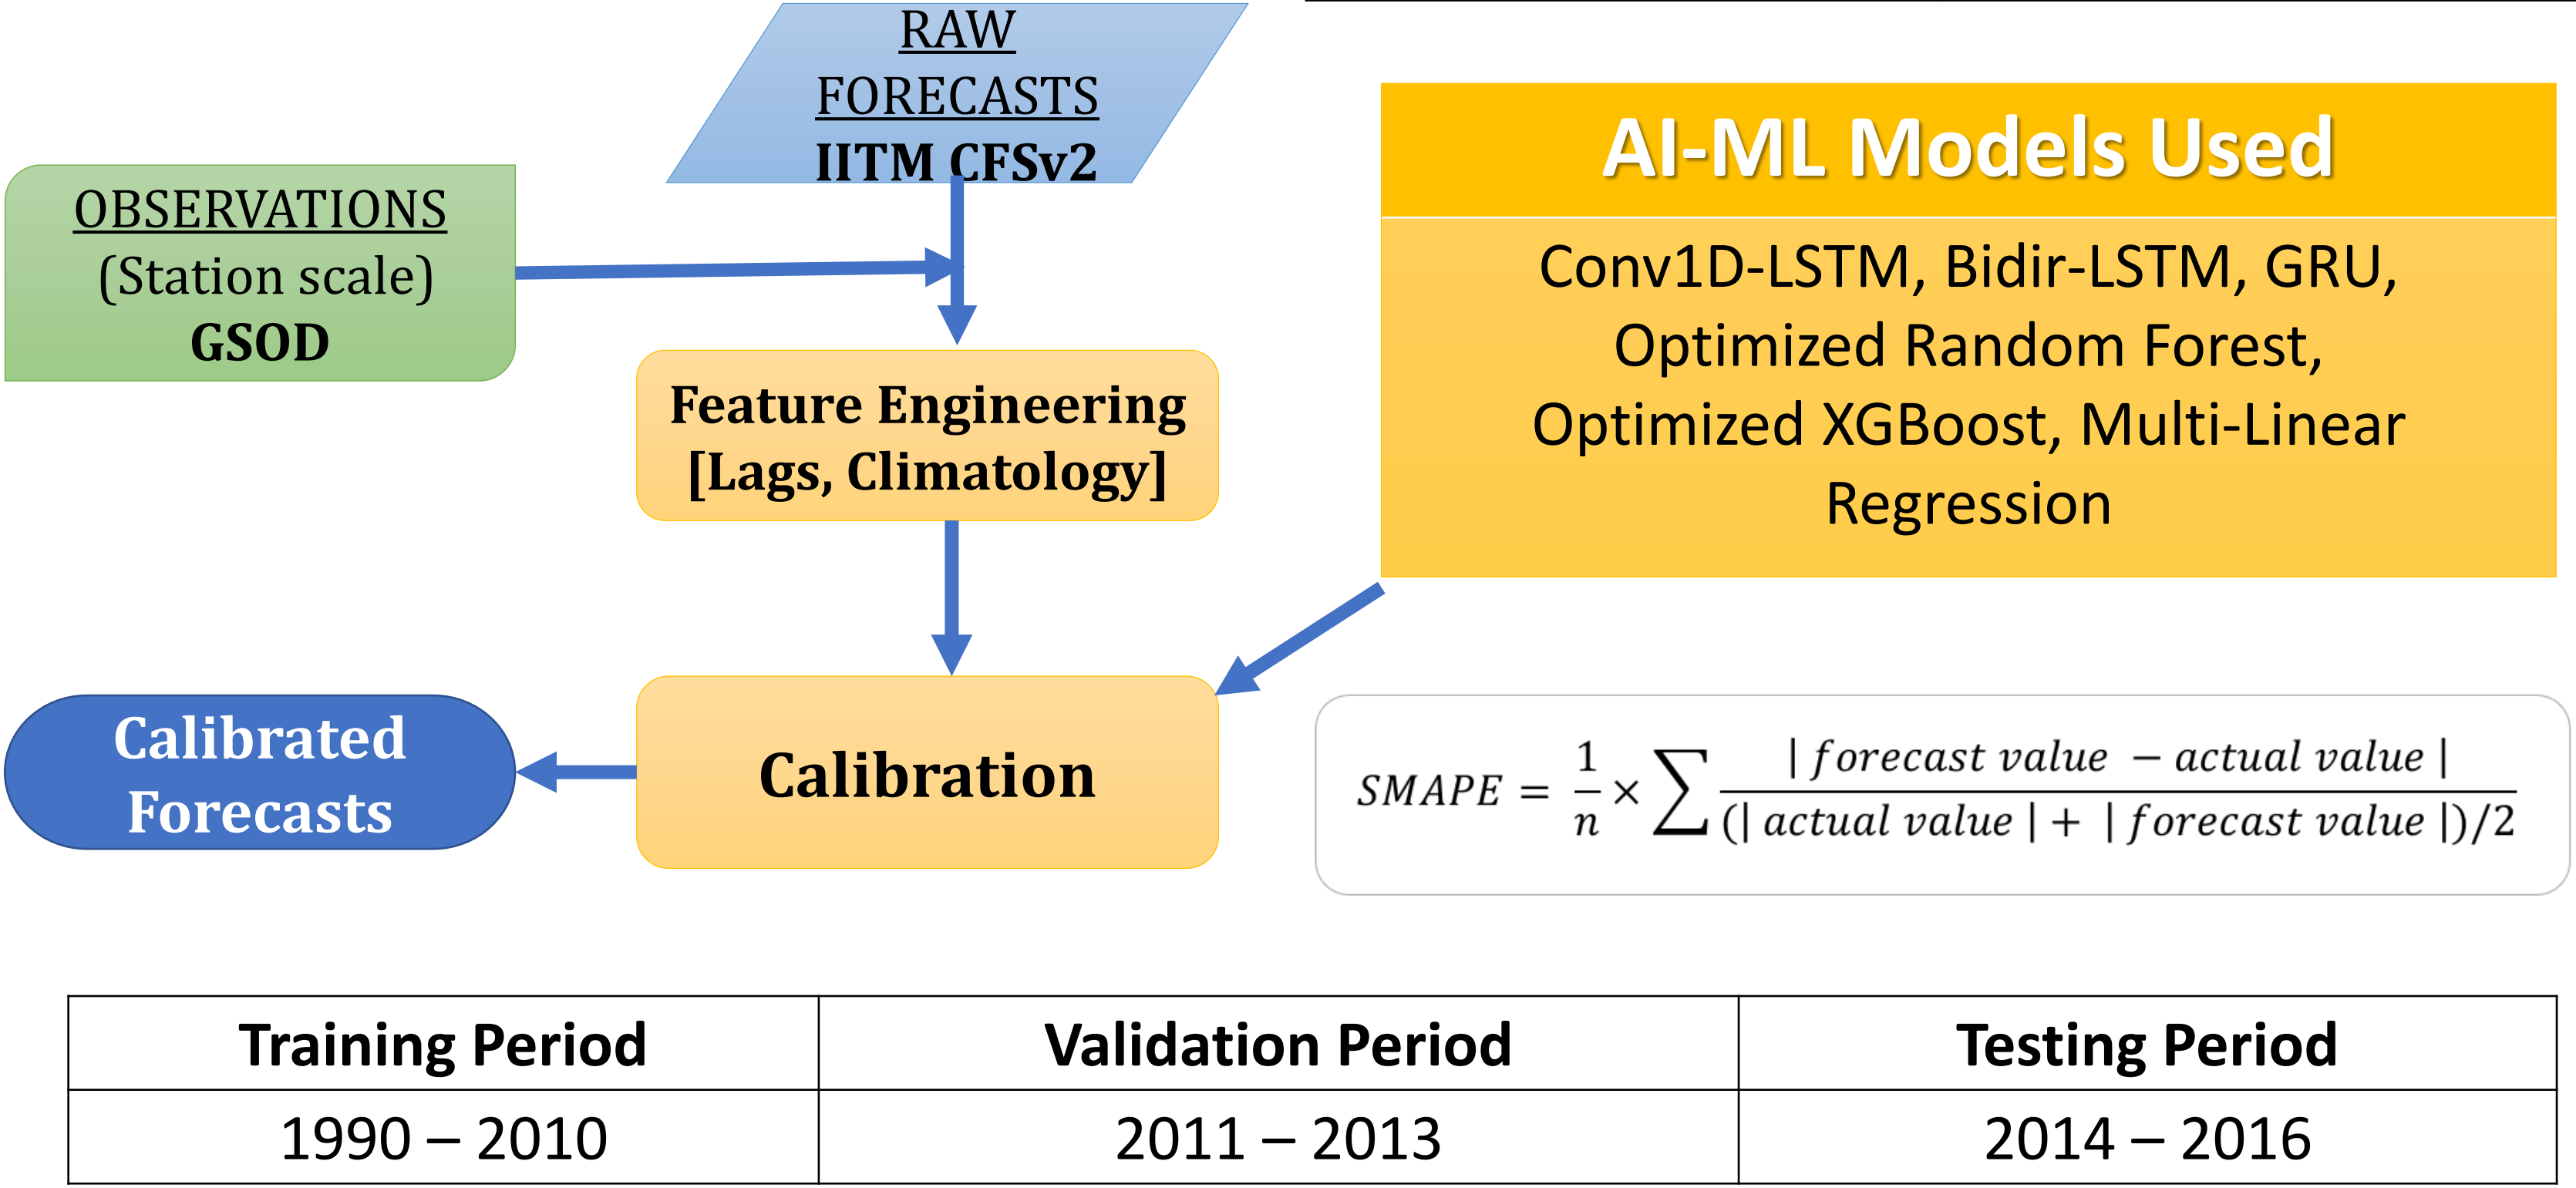 RAW
FORECASTS
IITM CFSv2
OBSERVATIONS
(Station scale)
GSOD
Feature Engineering
[Lags, Climatology]
AI-ML Models Used
Conv1D-LSTM, Bidir-LSTM, GRU,
Optimized Random Forest,
Optimized XGBoost, Multi-Linear
Regression
Calibration
Calibrated
Forecasts
SMAPE = 1/n × ∑ | forecast value − actual value | / (| actual value | + | forecast value |)/2
Training Period Validation Period Testing Period
1990 – 2010 2011 – 2013 2014 – 2016